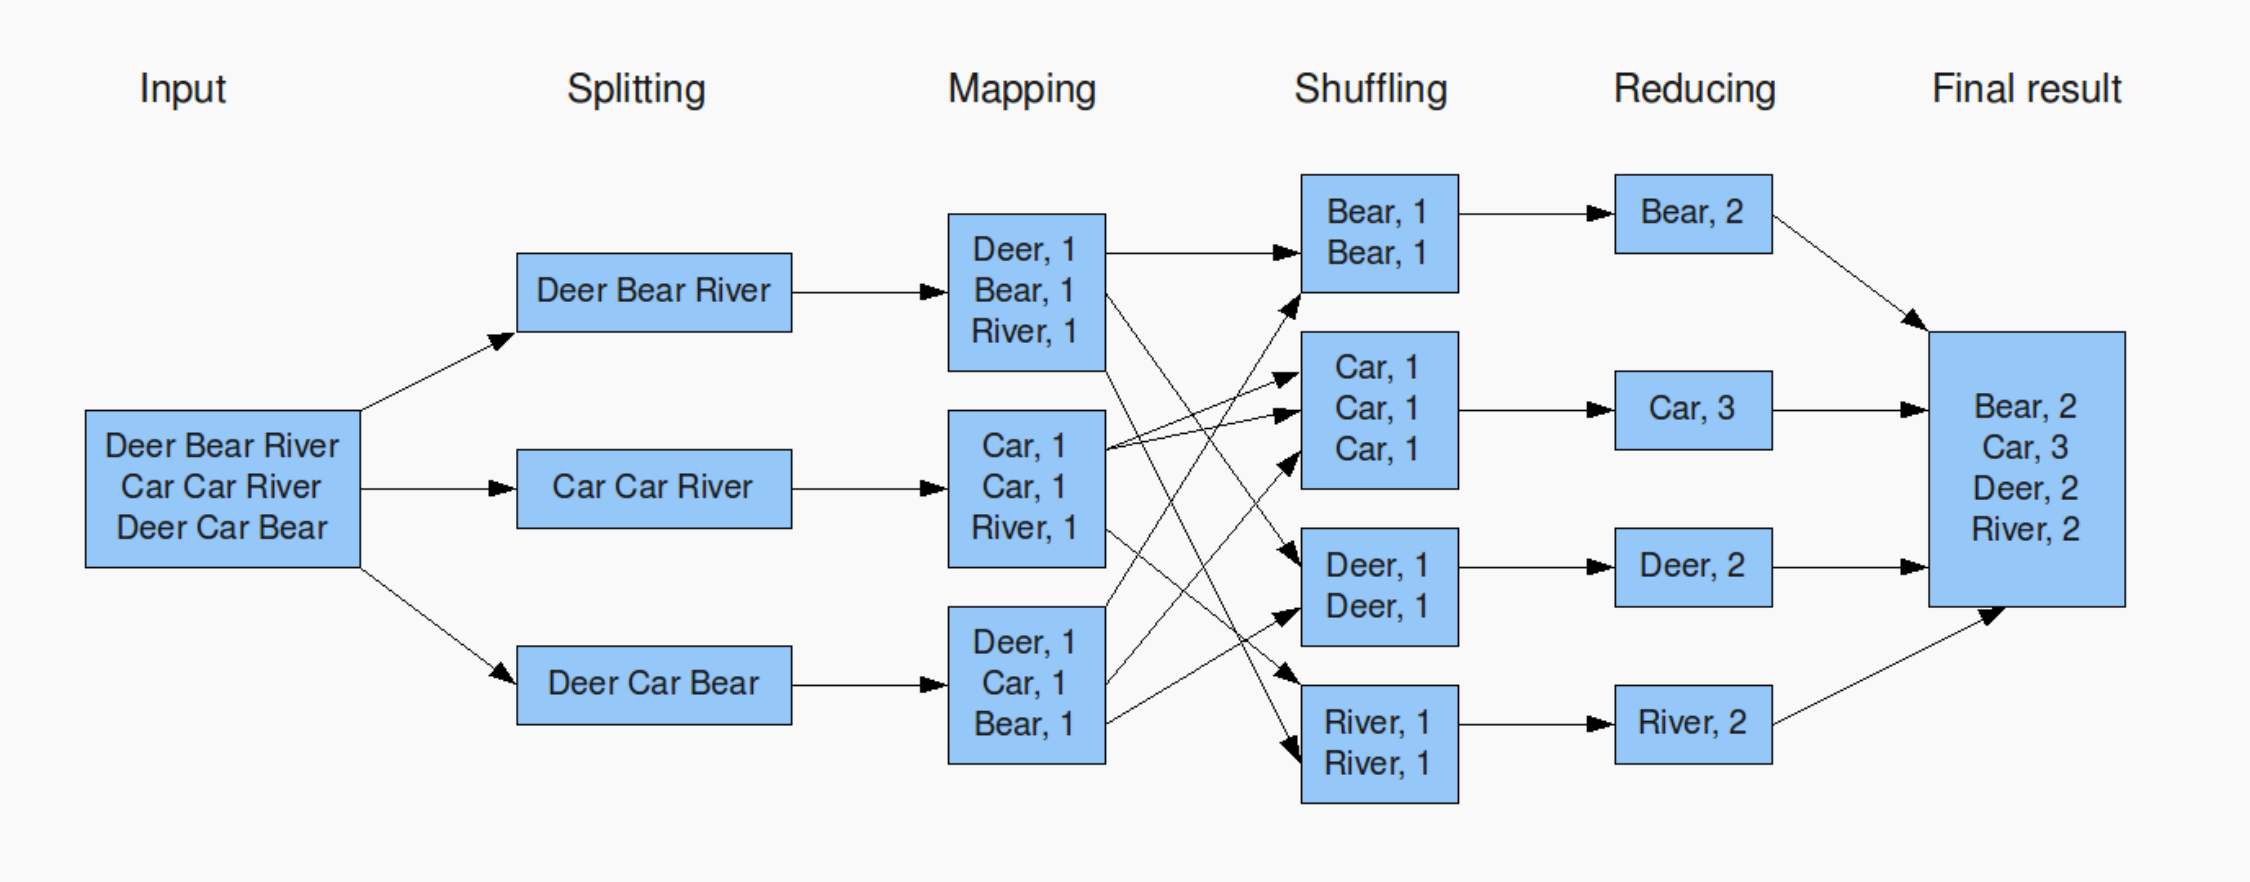 Input
Splitting
Mapping
Shuffling
Reducing
Final result
Deer Bear River
Car Car River
Deer Car Bear
Deer Bear River
Car Car River
Deer Car Bear
Deer, 1
Bear, 1
River, 1
Car, 1
Car, 1
River, 1
Deer, 1
Car, 1
Bear, 1
Bear, 1
Bear, 1
Car, 1
Car, 1
Car, 1
Deer, 1
Deer, 1
River, 1
River, 1
Bear, 2
Car, 3
Deer, 2
River, 2
Bear, 2
Car, 3
Deer, 2
River, 2